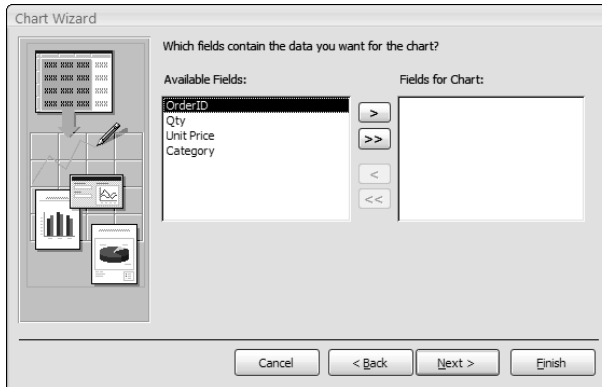 Chart Wizard
Which fields contain the data you want for the chart?
Available Fields:
Fields for Chart:
OrderID
Qty
Unit Price
Category
>
>>
<
<<
Cancel
< Back
Next >
Finish